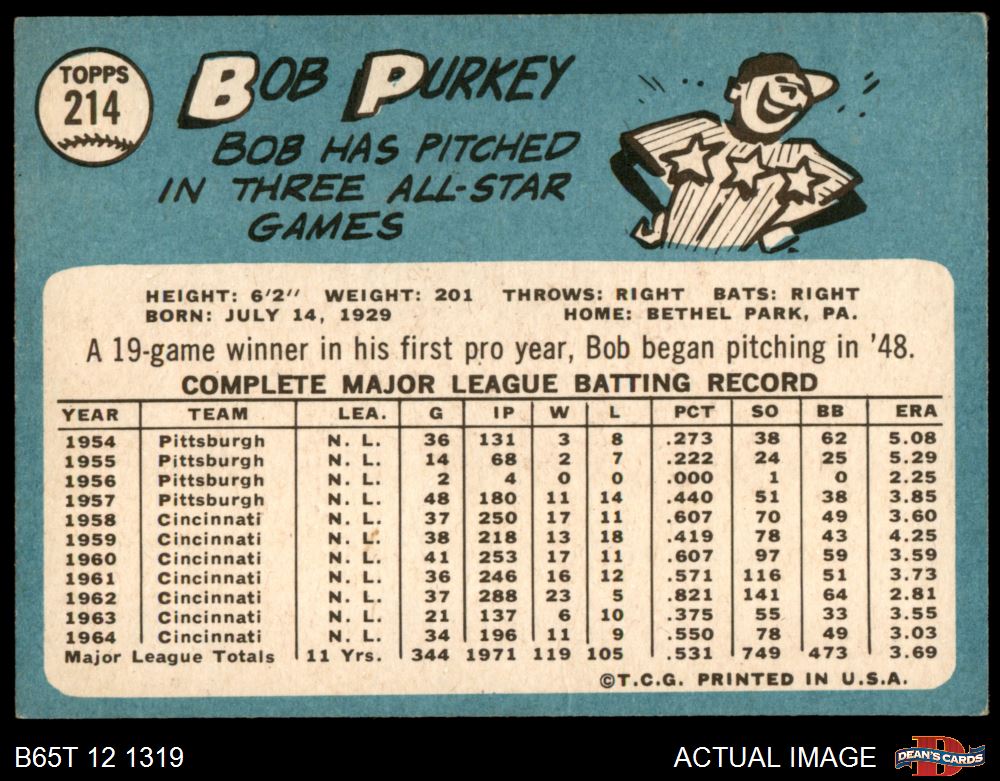 TOPPS
214
BOB PURKEY
BOB HAS PITCHED
IN THREE ALL-STAR
GAMES
HEIGHT: 6'2" WEIGHT: 201 THROWS: RIGHT BATS: RIGHT
BORN: JULY 14, 1929 HOME: BETHEL PARK, PA.
A 19-game winner in his first pro year, Bob began pitching in '48.
COMPLETE MAJOR LEAGUE BATTING RECORD
YEAR TEAM LEA. G IP W L PCT SO BB ERA
1954 Pittsburgh N. L. 36 131 3 8 .273 38 62 5.08
1955 Pittsburgh N. L. 14 68 2 7 .222 24 25 5.29
1956 Pittsburgh N. L. 2 4 0 0 .000 1 0 2.25
1957 Pittsburgh N. L. 48 180 11 14 .440 51 38 3.85
1958 Cincinnati N. L. 37 250 17 11 .607 70 49 3.60
1959 Cincinnati N. L. 38 218 13 18 .419 78 43 4.25
1960 Cincinnati N. L. 41 253 17 11 .607 97 59 3.59
1961 Cincinnati N. L. 36 246 16 12 .571 116 51 3.73
1962 Cincinnati N. L. 37 288 23 5 .821 141 64 2.81
1963 Cincinnati N. L. 21 137 6 10 .375 55 33 3.55
1964 Cincinnati N. L. 34 196 11 9 .550 78 49 3.03
Major League Totals 11 Yrs. 344 1971 119 105 .531 749 473 3.69
©T.C.G. PRINTED IN U.S.A.
B65T 12 1319 ACTUAL IMAGE DEAN'S CARDS